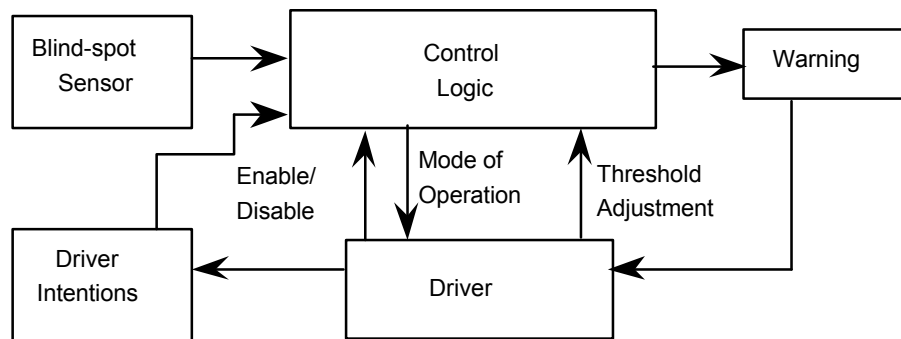 Blind-spot
Sensor
Control
Logic
Warning
Enable/
Disable
Mode of
Operation
Threshold
Adjustment
Driver
Intentions
Driver